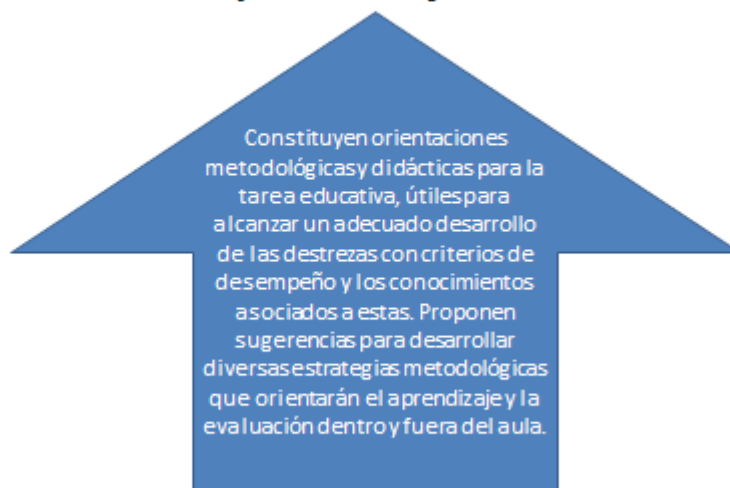 Constituyen orientaciones
metodológicas y didácticas para la
tarea educativa, útiles para
alcanzar un adecuado desarrollo
de las destrezas con criterios de
desempeño y los conocimientos
asociados a estas. Proponen
sugerencias para desarrollar
diversas estrategias metodológicas
que orientarán el aprendizaje y la
evaluación dentro y fuera del aula.